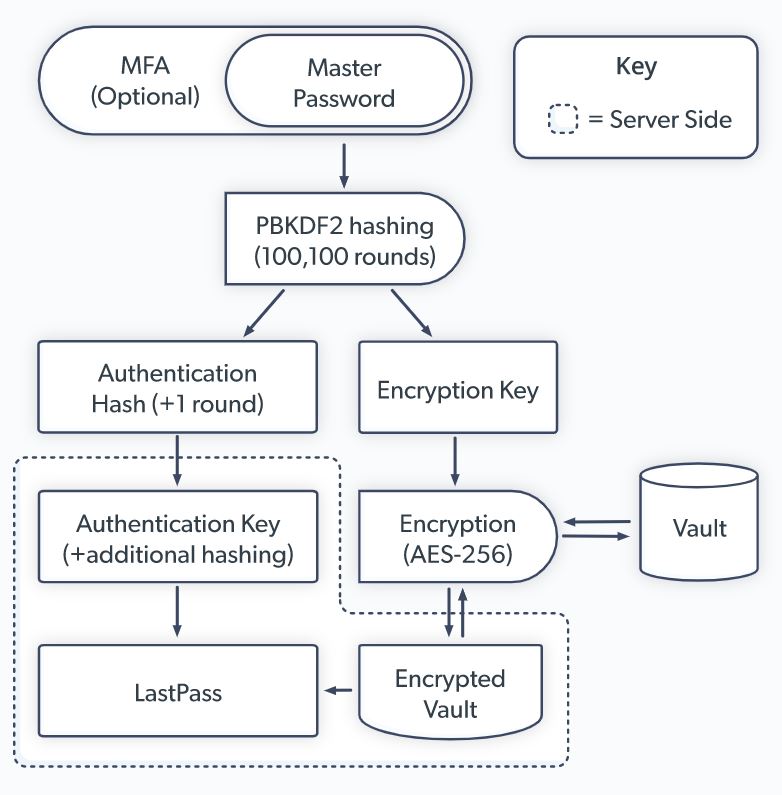 MFA
(Optional)
Master
Password
Key
= Server Side
PBKDF2 hashing
(100,100 rounds)
Authentication
Hash (+1 round)
Encryption Key
Authentication Key
(+additional hashing)
Encryption
(AES-256)
Vault
LastPass
Encrypted
Vault